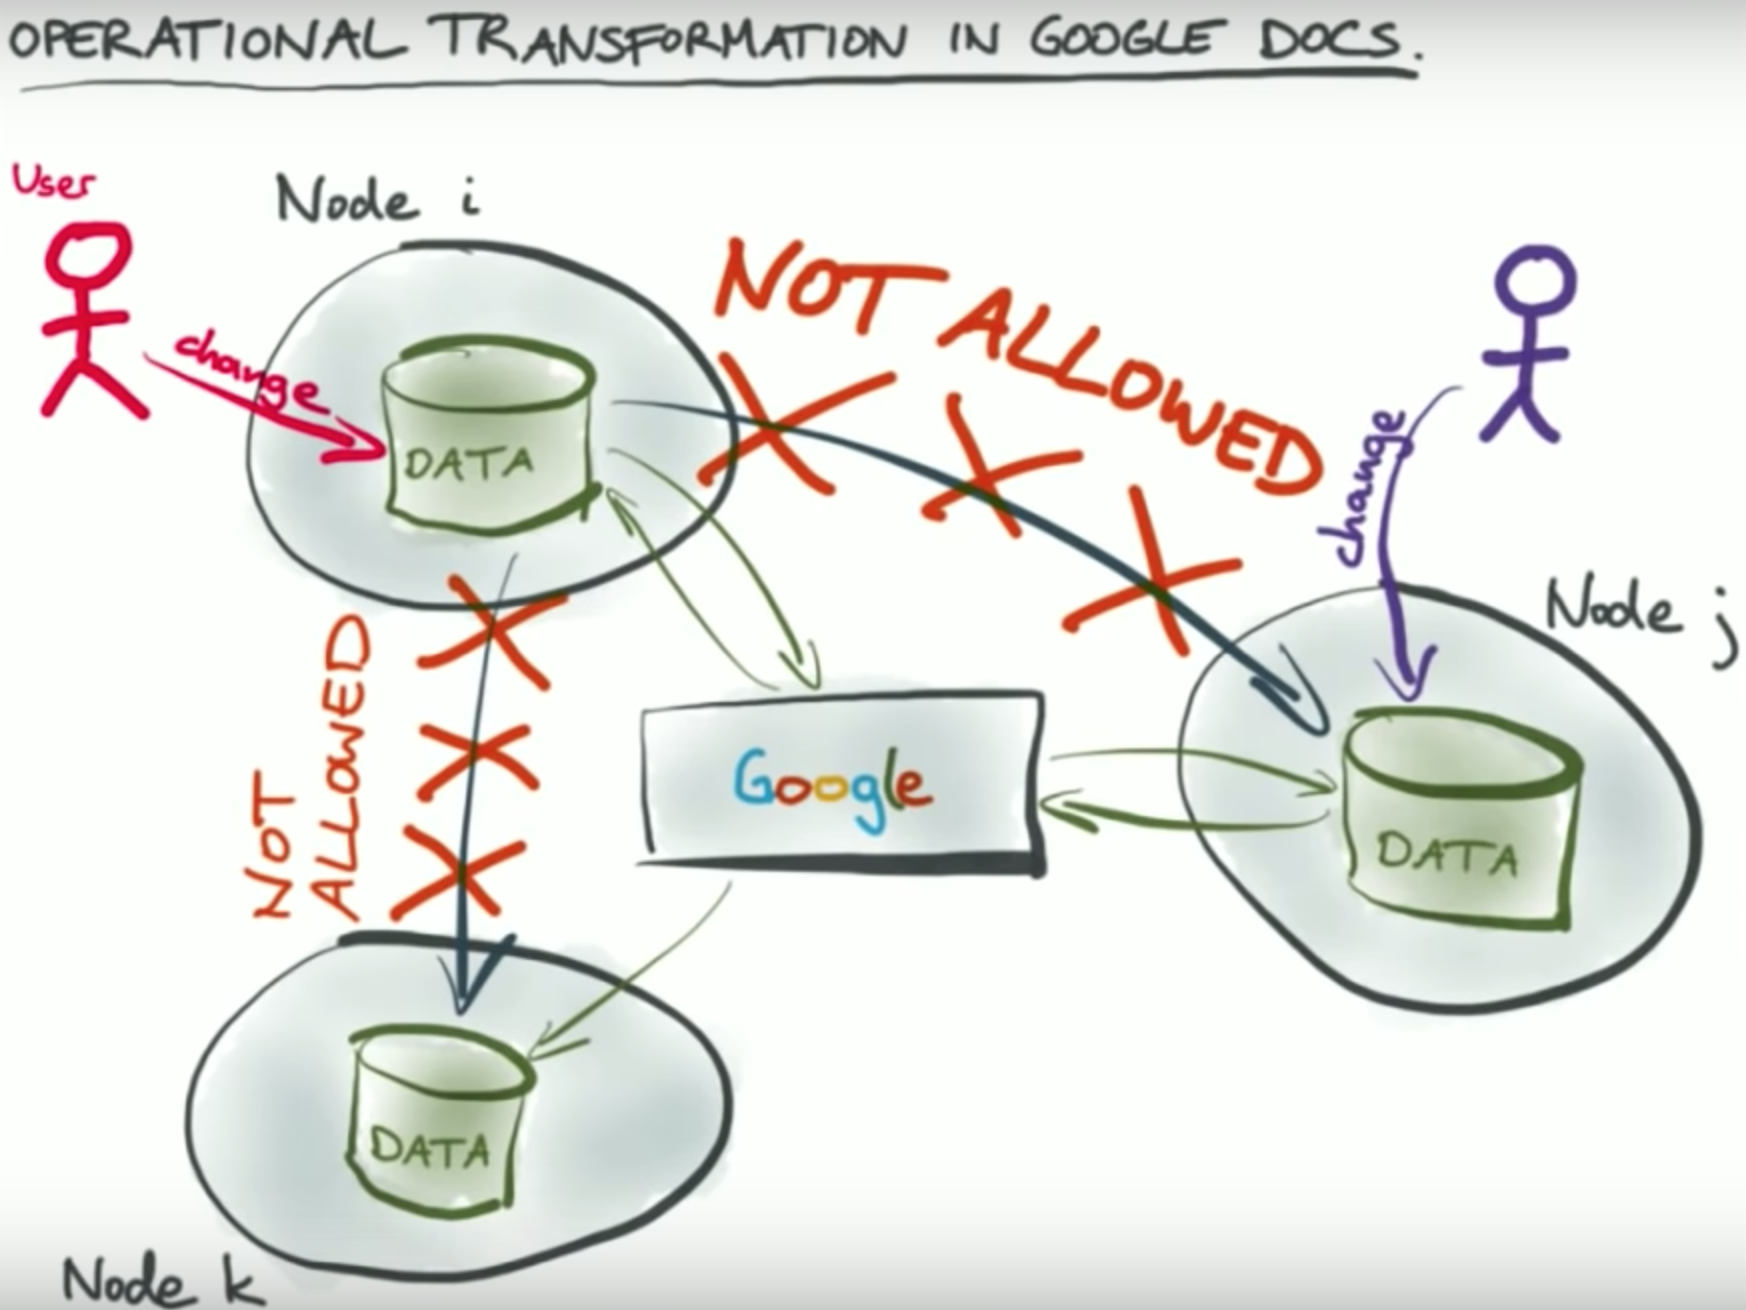 OPERATIONAL TRANSFORMATION IN GOOGLE DOCS.
User
Node i
change
DATA
NOT ALLOWED
change
Node j
NOT
ALLOWED
Google
DATA
DATA
Node k